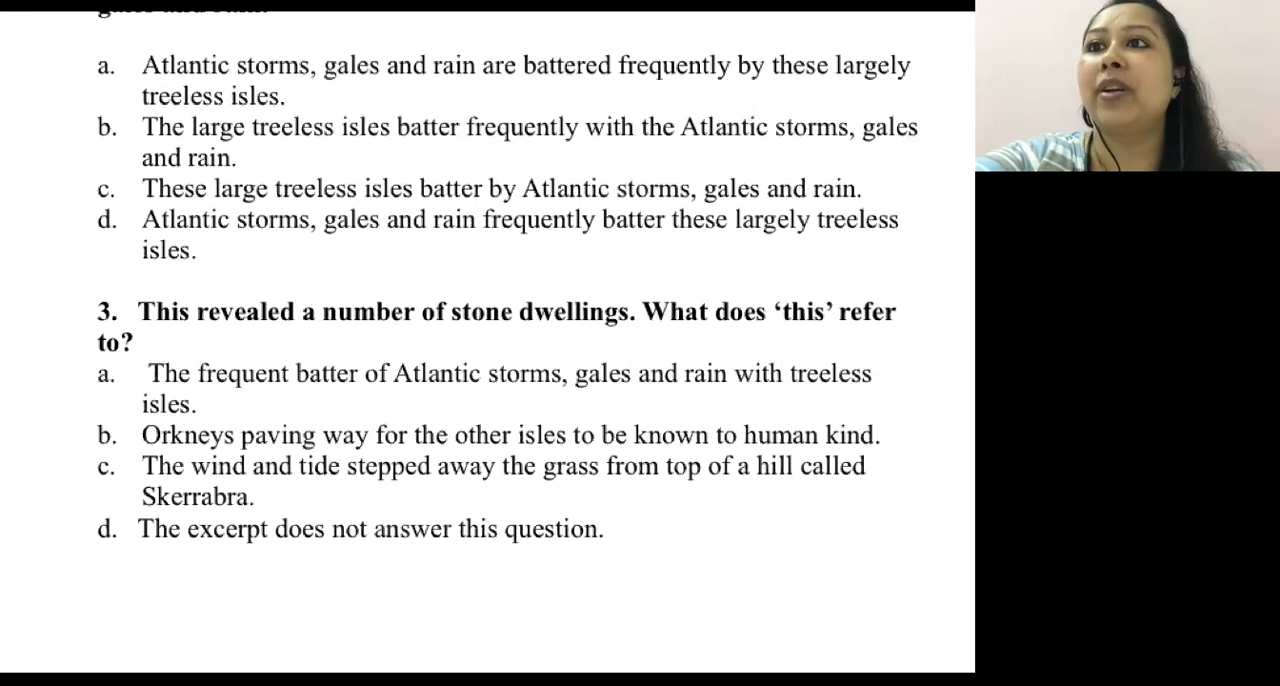 a. Atlantic storms, gales and rain are battered frequently by these largely
treeless isles.
b. The large treeless isles batter frequently with the Atlantic storms, gales
and rain.
c. These large treeless isles batter by Atlantic storms, gales and rain.
d. Atlantic storms, gales and rain frequently batter these largely treeless
isles.
3. This revealed a number of stone dwellings. What does ‘this’ refer
to?
a. The frequent batter of Atlantic storms, gales and rain with treeless
isles.
b. Orkneys paving way for the other isles to be known to human kind.
c. The wind and tide stepped away the grass from top of a hill called
Skerrabra.
d. The excerpt does not answer this question.